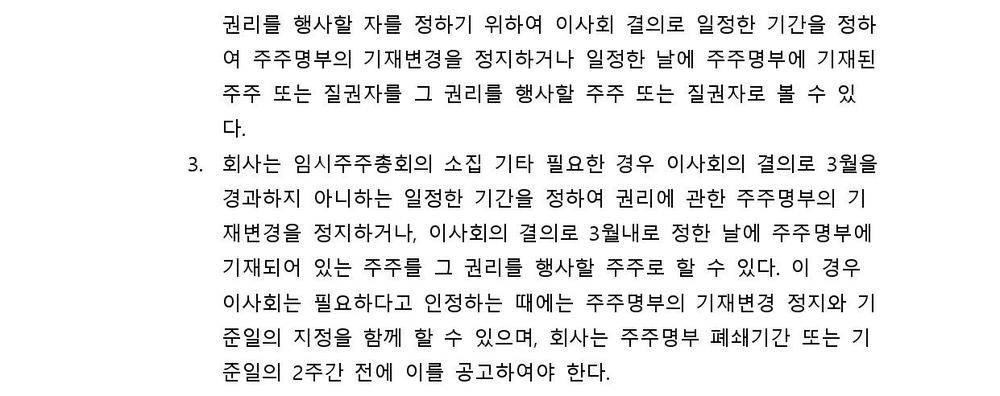 권리를 행사할 자를 정하기 위하여 이사회 결의로 일정한 기간을 정하
여 주주명부의 기재변경을 정지하거나 일정한 날에 주주명부에 기재된
주주 또는 질권자를 그 권리를 행사할 주주 또는 질권자로 볼 수 있
다.
3. 회사는 임시주주총회의 소집 기타 필요한 경우 이사회의 결의로 3월을
경과하지 아니하는 일정한 기간을 정하여 권리에 관한 주주명부의 기
재변경을 정지하거나, 이사회의 결의로 3월내로 정한 날에 주주명부에
기재되어 있는 주주를 그 권리를 행사할 주주로 할 수 있다. 이 경우
이사회는 필요하다고 인정하는 때에는 주주명부의 기재변경 정지와 기
준일의 지정을 함께 할 수 있으며, 회사는 주주명부 폐쇄기간 또는 기
준일의 2주간 전에 이를 공고하여야 한다.